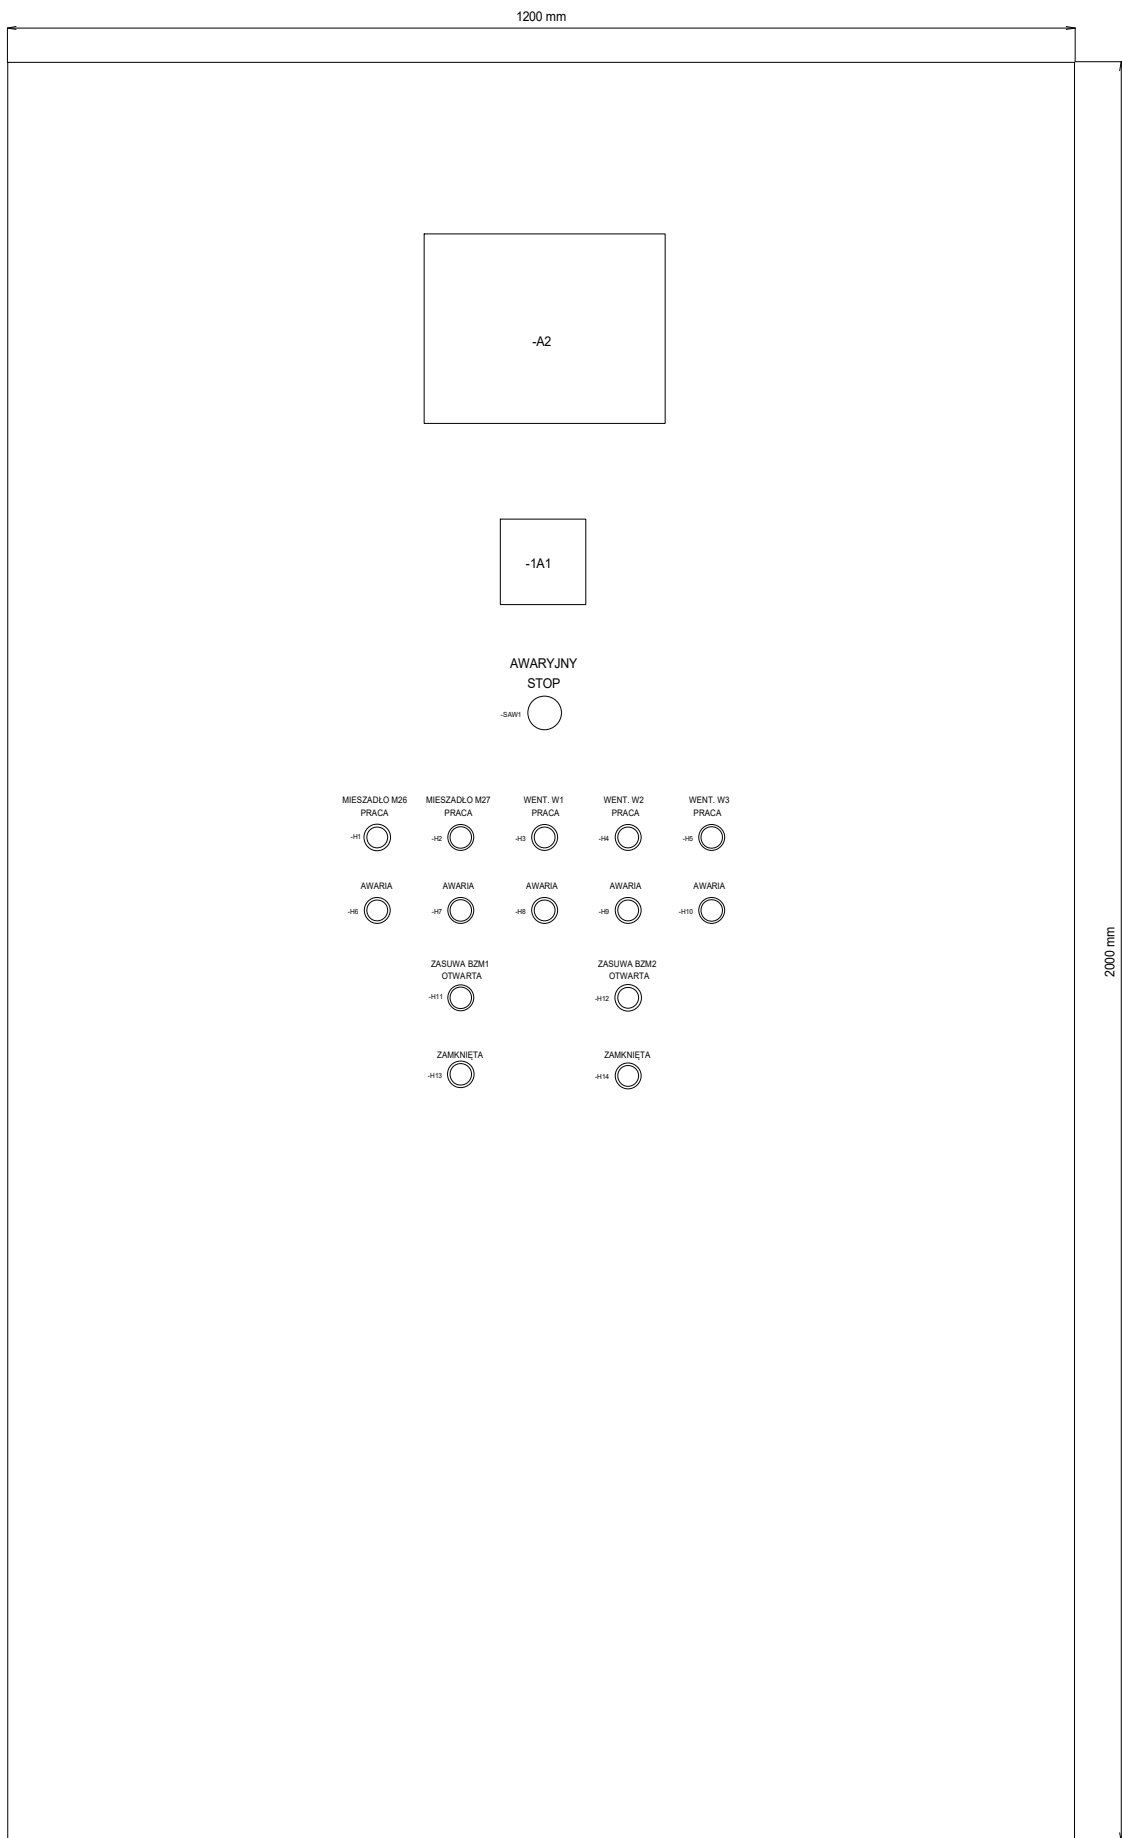 1200 mm
-A2
-1A1
AWARYJNY
STOP
-SAW1
MIESZADŁO M26 MIESZADŁO M27 WENT. W1 WENT. W2 WENT. W3
PRACA PRACA PRACA PRACA PRACA
-H1 -H2 -H3 -H4 -H5
AWARIA AWARIA AWARIA AWARIA AWARIA
-H6 -H7 -H8 -H9 -H10
2000 mm
ZASUWA BZM1 ZASUWA BZM2
OTWARTA OTWARTA
-H11 -H12
ZAMKNIĘTA ZAMKNIĘTA
-H13 -H14